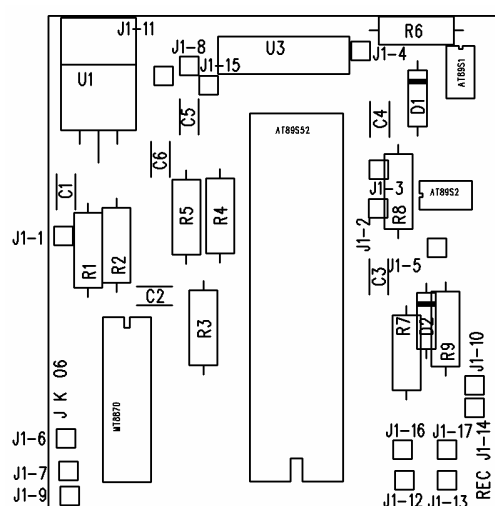 J1-11
R6
J1-8
U3
J1-4
J1-15
U1
AT89S1
D1
C5
C4
AT89S52
C6
C1
J1-3
AT89S2
R5
R4
R8
J1-2
J1-1
R1
R2
J1-5
C3
C2
R3
R7
D2
R9
J1-10
J K 06
MT8870
J1-6
J1-16
J1-17
J1-14
J1-7
REC
J1-9
J1-12
J1-13